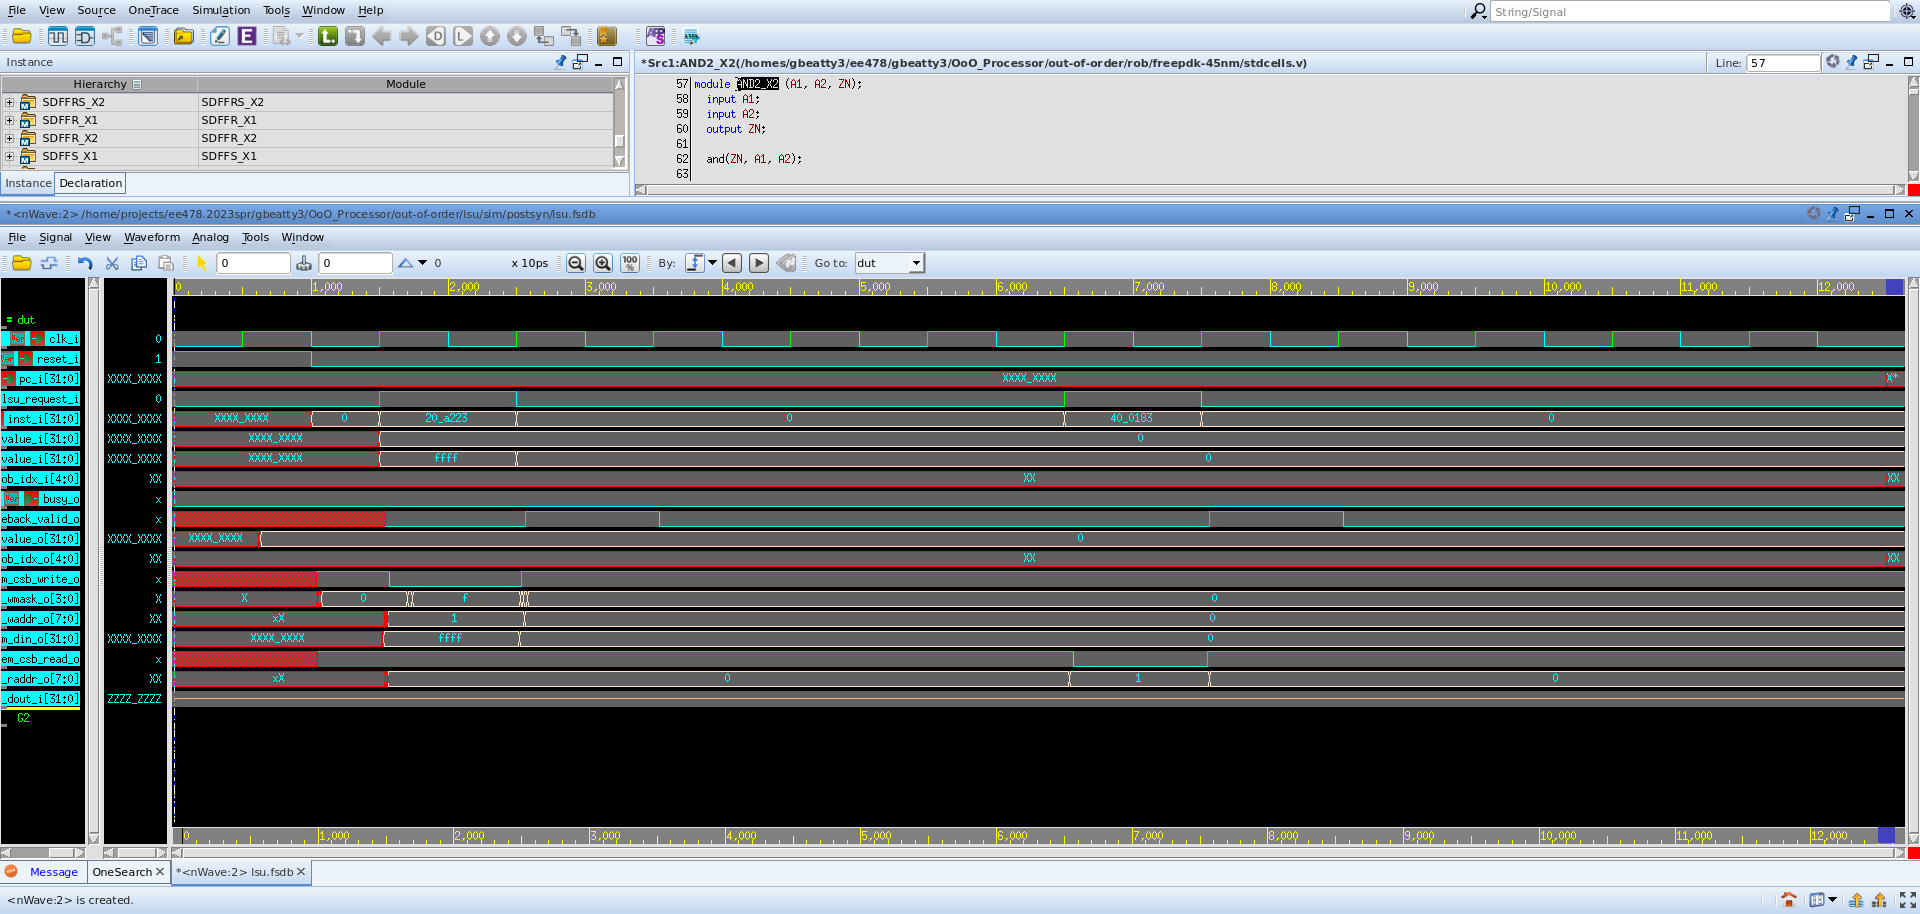 File View Source OneTrace Simulation Tools Window Help
String/Signal
Instance
*Src1:AND2_X2(/homes/gbeatty3/ee478/gbeatty3/OoO_Processor/out-of-order/rob/freepdk-45nm/stdcells.v)
Line: 57
Hierarchy Module
SDFFRS_X2 SDFFRS_X2
SDFFR_X1 SDFFR_X1
SDFFR_X2 SDFFR_X2
SDFFS_X1 SDFFS_X1
Instance Declaration
57 module AND2_X2 (A1, A2, ZN);
58 input A1;
59 input A2;
60 output ZN;
61
62 and(ZN, A1, A2);
63
*<nWave:2> /home/projects/ee478.2023spr/gbeatty3/OoO_Processor/out-of-order/lsu/sim/postsyn/lsu.fsdb
File Signal View Waveform Analog Tools Window
0 0 0 x 10ps 100% By: Go to: dut
0 1,000 2,000 3,000 4,000 5,000 6,000 7,000 8,000 9,000 10,000 11,000 12,000
= dut
clk_i 0
reset_i 1
pc_i[31:0] XXXX_XXXX XXXX_XXXX X*
lsu_request_i 0
inst_i[31:0] XXXX_XXXX XXXX_XXXX 0 20_a223 0 40_0183 0
value_i[31:0] XXXX_XXXX XXXX_XXXX 0
value_i[31:0] XXXX_XXXX XXXX_XXXX ffff 0
ob_idx_i[4:0] XX XX XX
busy_o x
eback_valid_o x
value_o[31:0] XXXX_XXXX XXXX_XXXX 0
ob_idx_o[4:0] XX XX XX
m_csb_write_o x
_wmask_o[3:0] X X 0 f 0
_waddr_o[7:0] XX xX 1 0
m_din_o[31:0] XXXX_XXXX XXXX_XXXX ffff 0
em_csb_read_o x
_raddr_o[7:0] XX xX 0 1 0
_dout_i[31:0] ZZZZ_ZZZZ
G2
0 1,000 2,000 3,000 4,000 5,000 6,000 7,000 8,000 9,000 10,000 11,000 12,000
Message OneSearch *<nWave:2> lsu.fsdb
<nWave:2> is created.